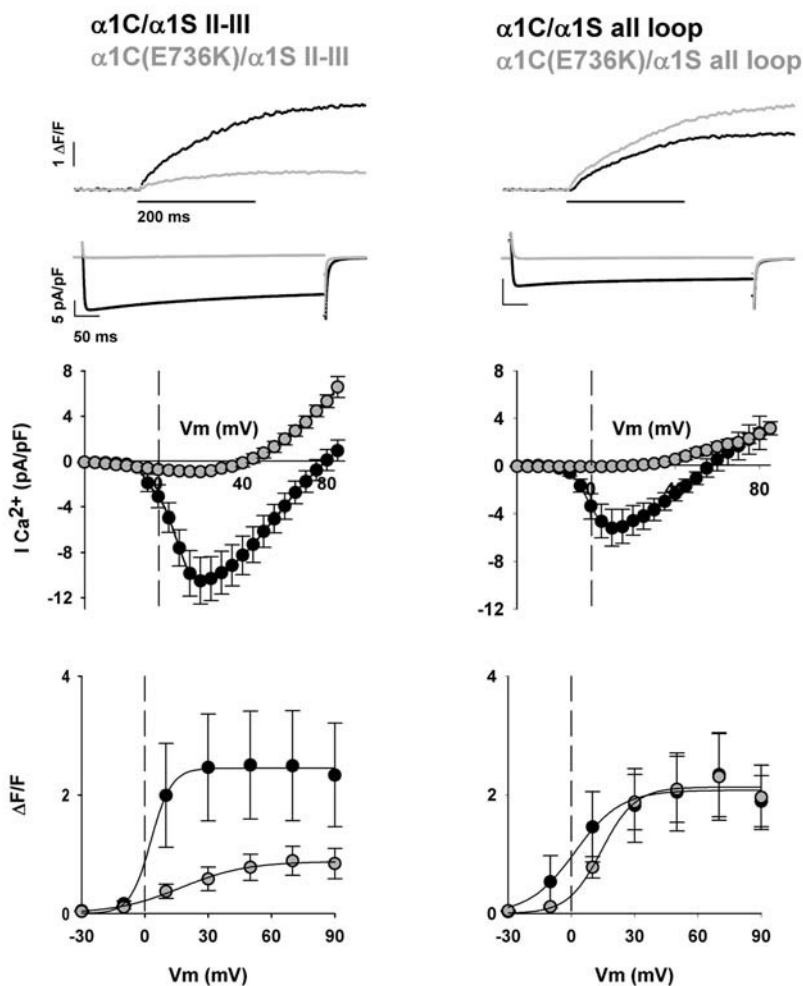 α1C/α1S II-III
α1C(E736K)/α1S II-III
α1C/α1S all loop
α1C(E736K)/α1S all loop
1 ΔF/F
200 ms
5 pA/pF
50 ms
8
4
0
-4
-8
-12
I Ca2+ (pA/pF)
Vm (mV)
0
40
80
8
4
0
-4
-8
-12
Vm (mV)
0
40
80
4
2
0
ΔF/F
-30
0
30
60
90
Vm (mV)
4
2
0
-30
0
30
60
90
Vm (mV)